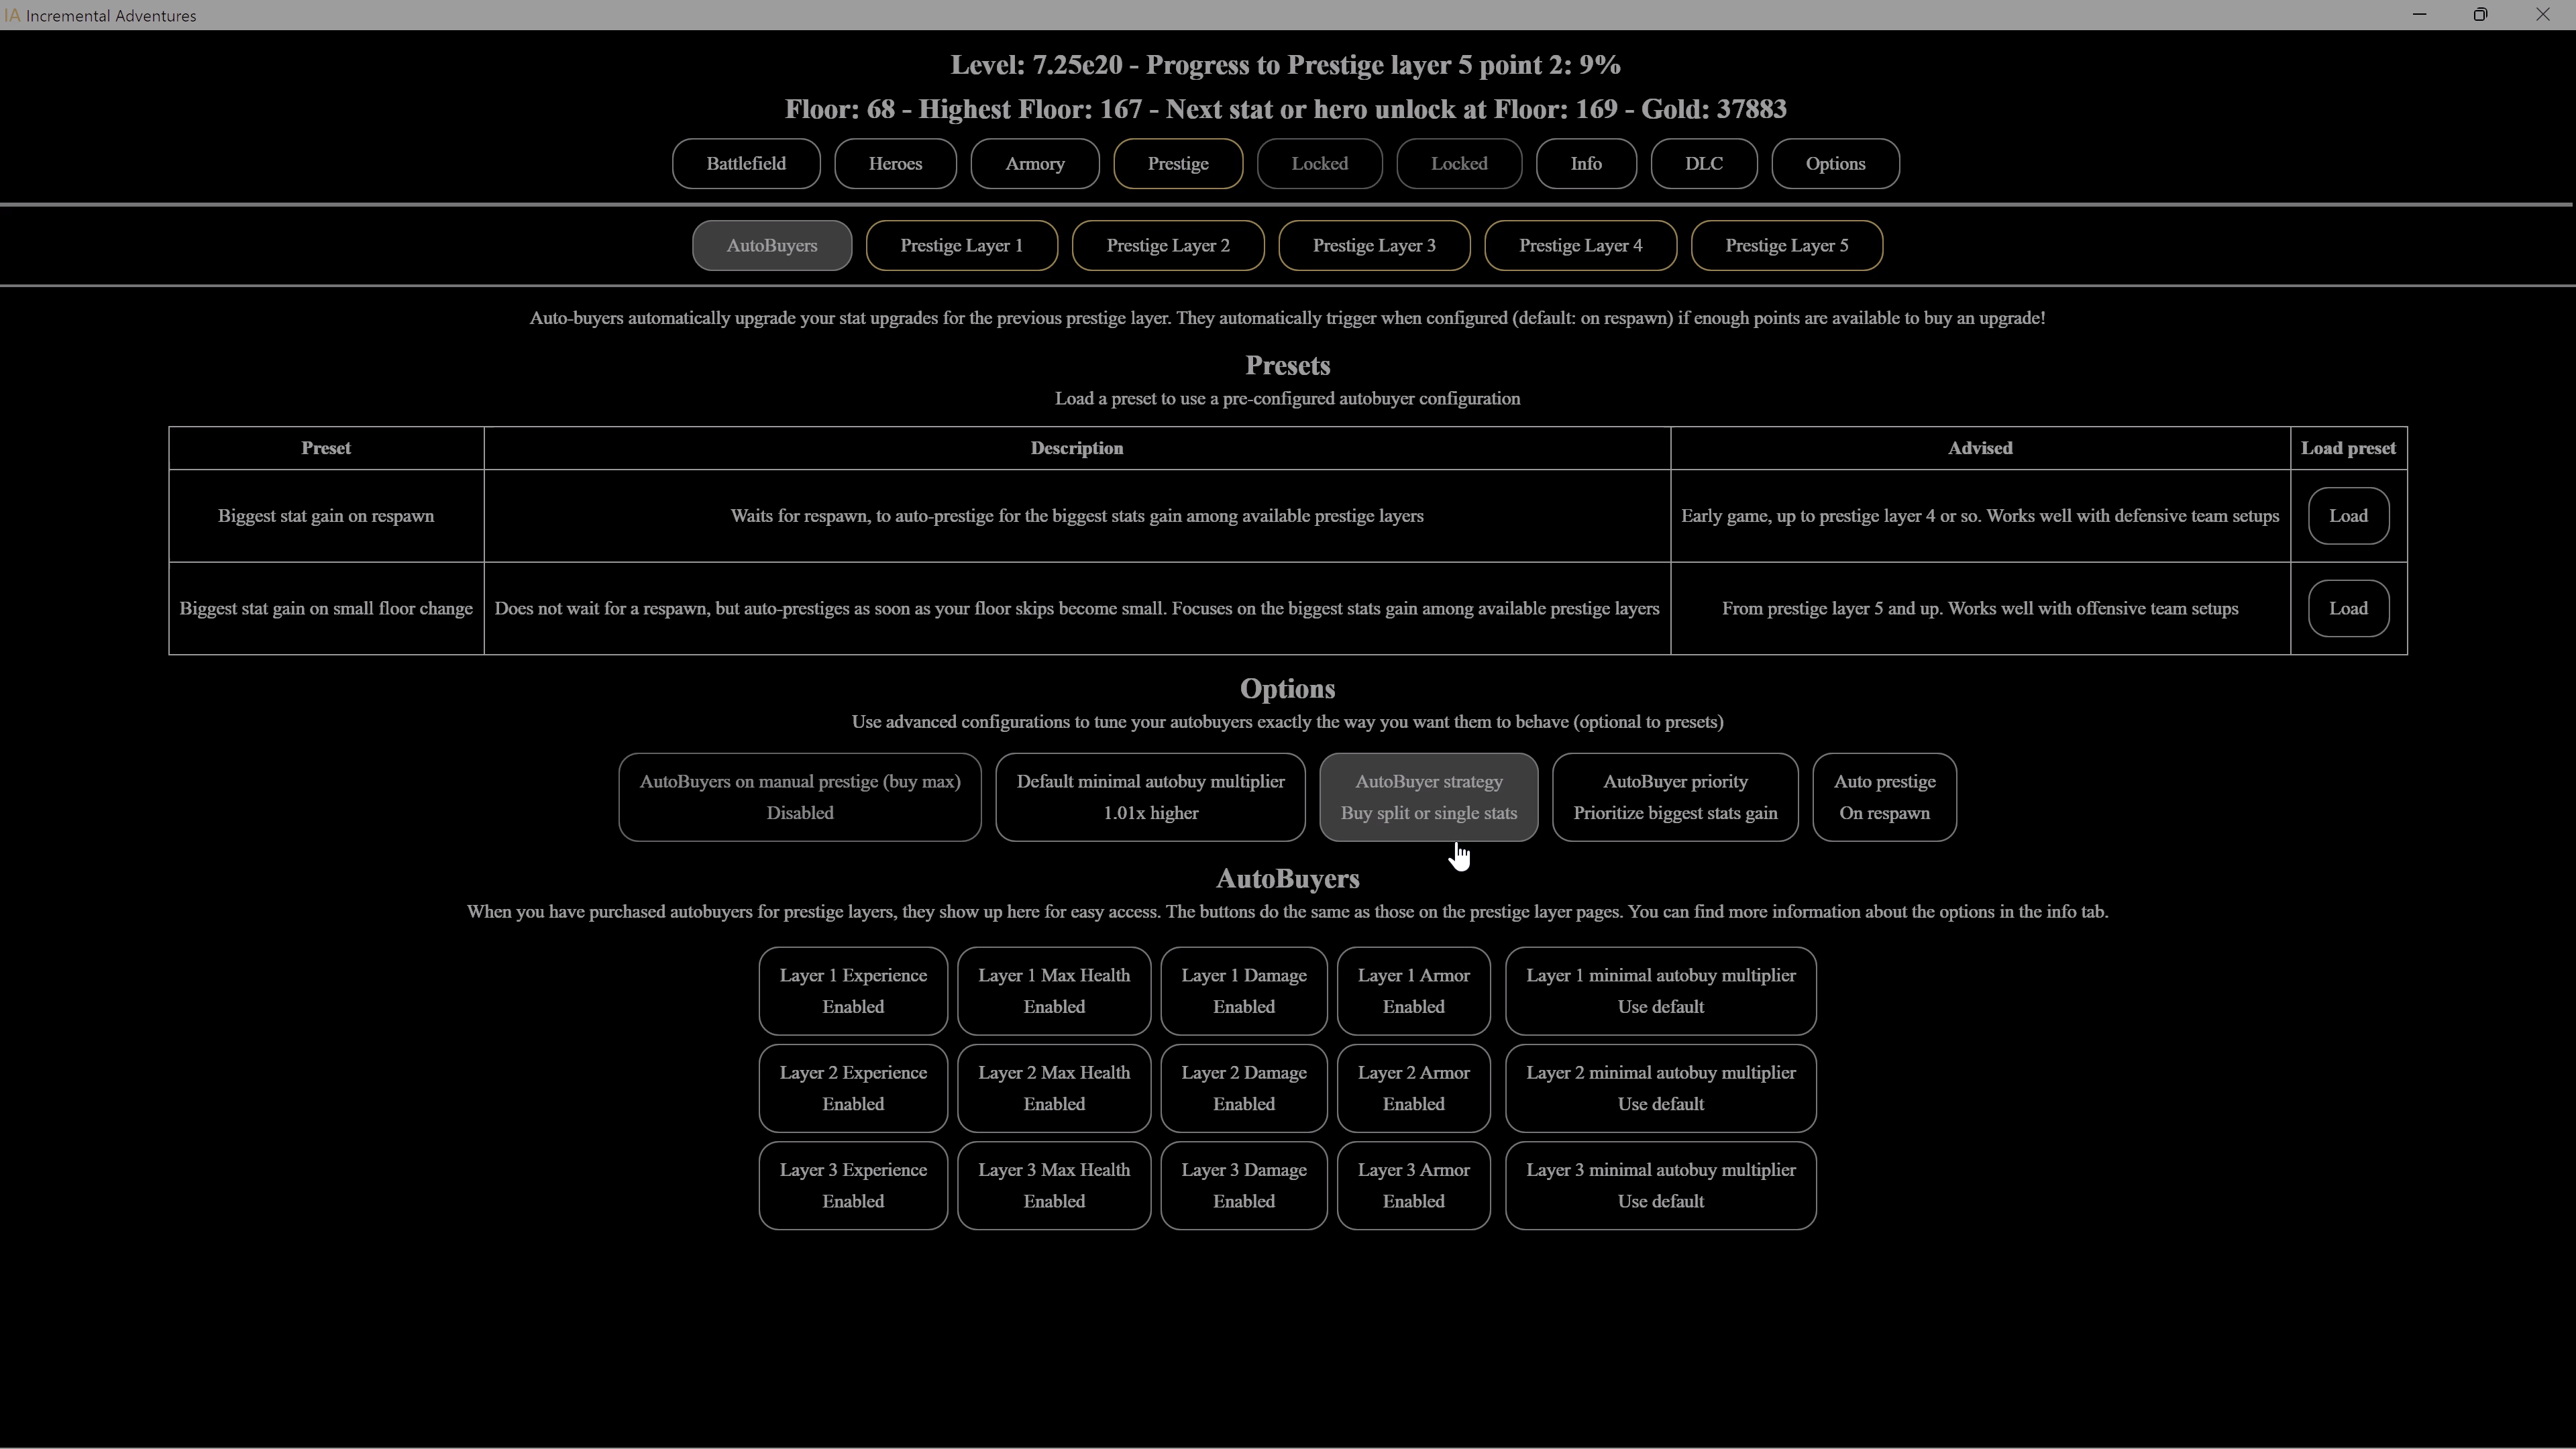 IA Incremental Adventures
Level: 7.25e20 - Progress to Prestige layer 5 point 2: 9%
Floor: 68 - Highest Floor: 167 - Next stat or hero unlock at Floor: 169 - Gold: 37883
Battlefield Heroes Armory Prestige Locked Locked Info DLC Options
AutoBuyers Prestige Layer 1 Prestige Layer 2 Prestige Layer 3 Prestige Layer 4 Prestige Layer 5
Auto-buyers automatically upgrade your stat upgrades for the previous prestige layer. They automatically trigger when configured (default: on respawn) if enough points are available to buy an upgrade!
Presets
Load a preset to use a pre-configured autobuyer configuration
Preset Description Advised Load preset
Biggest stat gain on respawn Waits for respawn, to auto-prestige for the biggest stats gain among available prestige layers Early game, up to prestige layer 4 or so. Works well with defensive team setups Load
Biggest stat gain on small floor change Does not wait for a respawn, but auto-prestiges as soon as your floor skips become small. Focuses on the biggest stats gain among available prestige layers From prestige layer 5 and up. Works well with offensive team setups Load
Options
Use advanced configurations to tune your autobuyers exactly the way you want them to behave (optional to presets)
AutoBuyers on manual prestige (buy max) Default minimal autobuy multiplier AutoBuyer strategy AutoBuyer priority Auto prestige
Disabled 1.01x higher Buy split or single stats Prioritize biggest stats gain On respawn
AutoBuyers
When you have purchased autobuyers for prestige layers, they show up here for easy access. The buttons do the same as those on the prestige layer pages. You can find more information about the options in the info tab.
Layer 1 Experience Layer 1 Max Health Layer 1 Damage Layer 1 Armor Layer 1 minimal autobuy multiplier
Enabled Enabled Enabled Enabled Use default
Layer 2 Experience Layer 2 Max Health Layer 2 Damage Layer 2 Armor Layer 2 minimal autobuy multiplier
Enabled Enabled Enabled Enabled Use default
Layer 3 Experience Layer 3 Max Health Layer 3 Damage Layer 3 Armor Layer 3 minimal autobuy multiplier
Enabled Enabled Enabled Enabled Use default